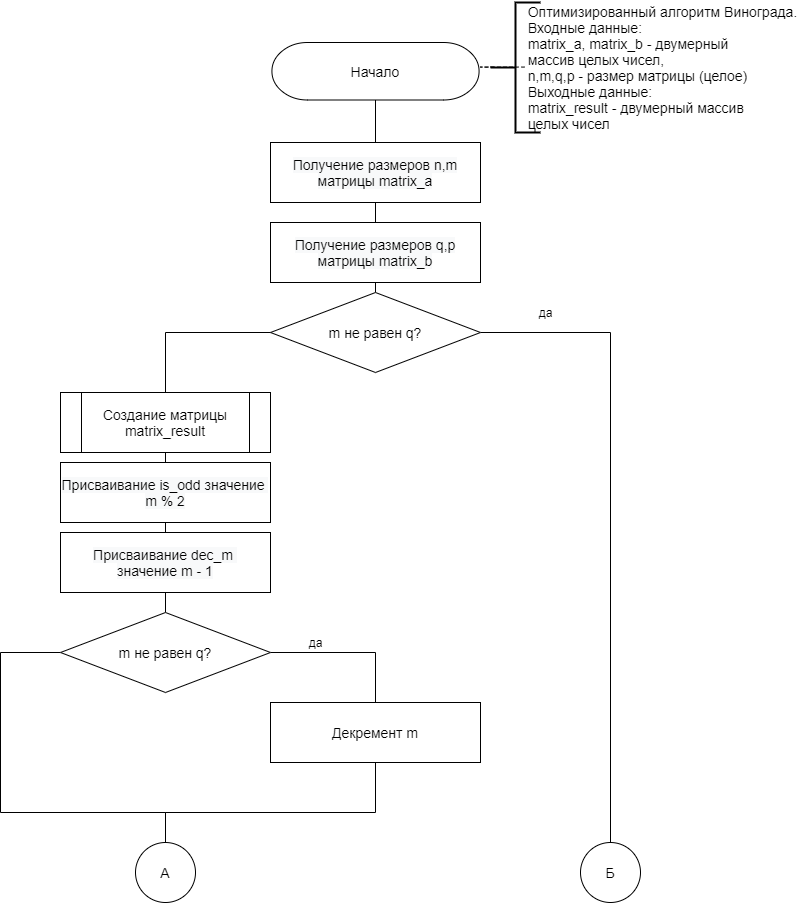 Оптимизированный алгоритм Винограда.
Входные данные:
matrix_a, matrix_b - двумерный
массив целых чисел,
n,m,q,p - размер матрицы (целое)
Выходные данные:
matrix_result - двумерный массив
целых чисел
Начало
Получение размеров n,m
матрицы matrix_a
Получение размеров q,p
матрицы matrix_b
m не равен q?
да
Создание матрицы
matrix_result
Присваивание is_odd значение
m % 2
Присваивание dec_m
значение m - 1
m не равен q?
да
Декремент m
А
Б